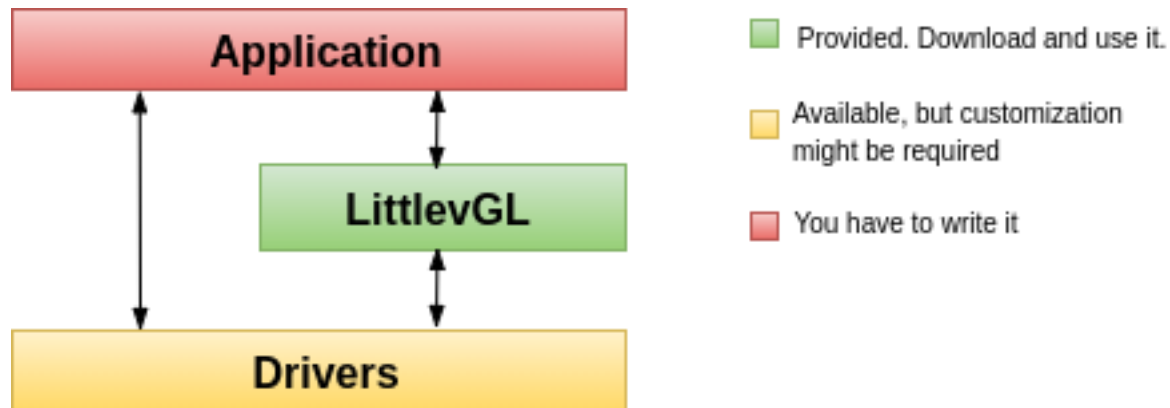 Application
LittlevGL
Drivers
Provided. Download and use it.
Available, but customization
might be required
You have to write it